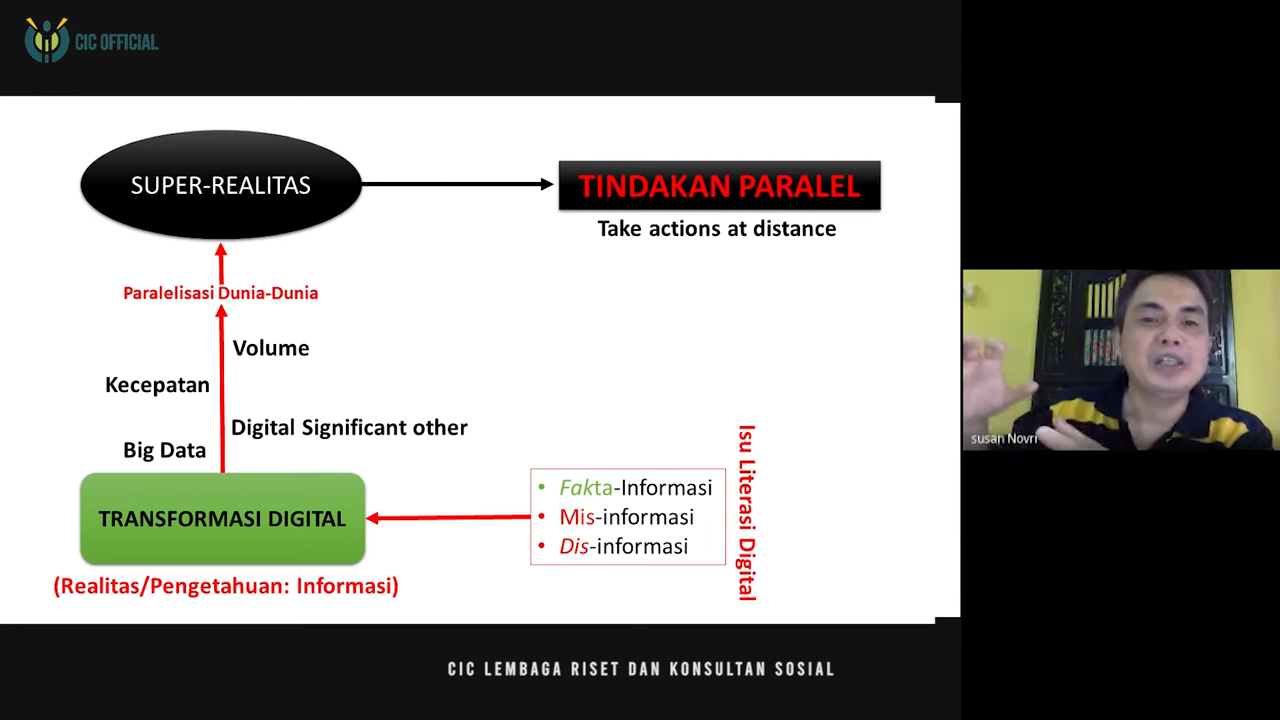 CIC OFFICIAL
SUPER-REALITAS
TINDAKAN PARALEL
Take actions at distance
Paralelisasi Dunia-Dunia
Volume
Kecepatan
Digital Significant other
Big Data
TRANSFORMASI DIGITAL
(Realitas/Pengetahuan: Informasi)
• Fakta-Informasi
• Mis-informasi
• Dis-informasi
Isu Literasi Digital
susan Novri
CIC LEMBAGA RISET DAN KONSULTAN SOSIAL